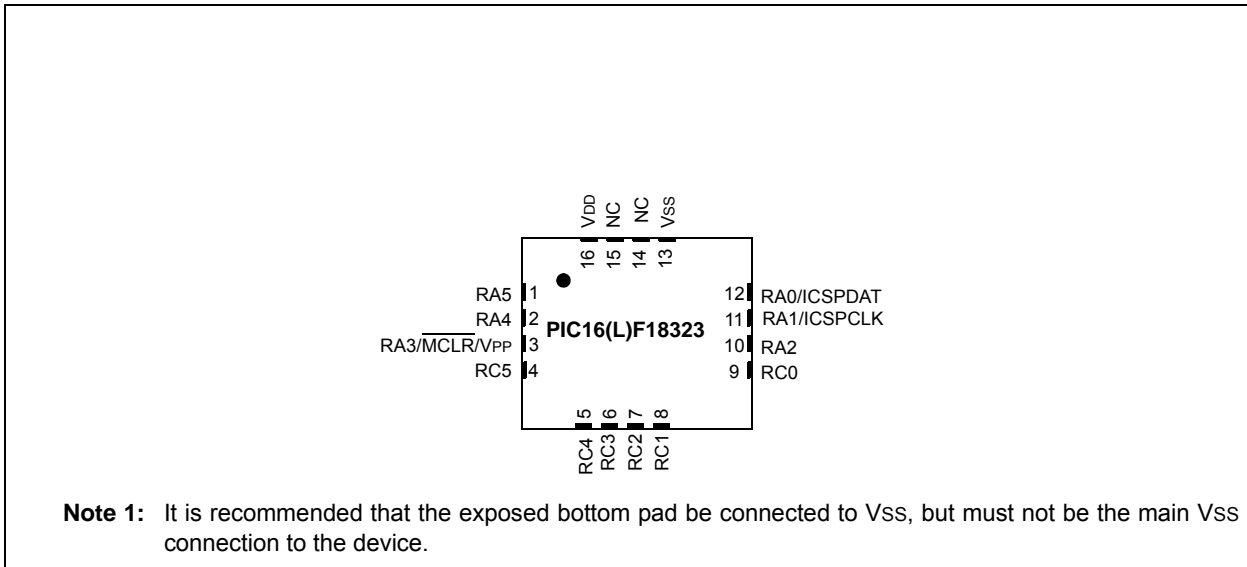 VDD
NC
NC
VSS
16
15
14
13
RA5 1
RA4 2
RA3/MCLR/VPP 3
RC5 4
PIC16(L)F18323
12 RA0/ICSPDAT
11 RA1/ICSPCLK
10 RA2
9 RC0
5
6
7
8
RC4
RC3
RC2
RC1
Note 1: It is recommended that the exposed bottom pad be connected to VSS, but must not be the main VSS
connection to the device.